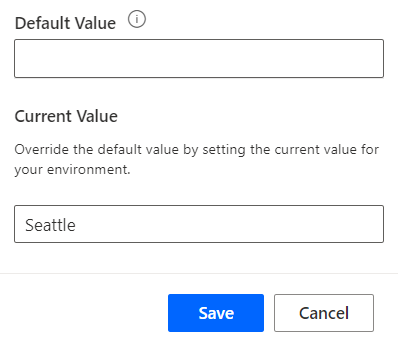 Default Value
Current Value
Override the default value by setting the current value for
your environment.
Seattle
Save
Cancel